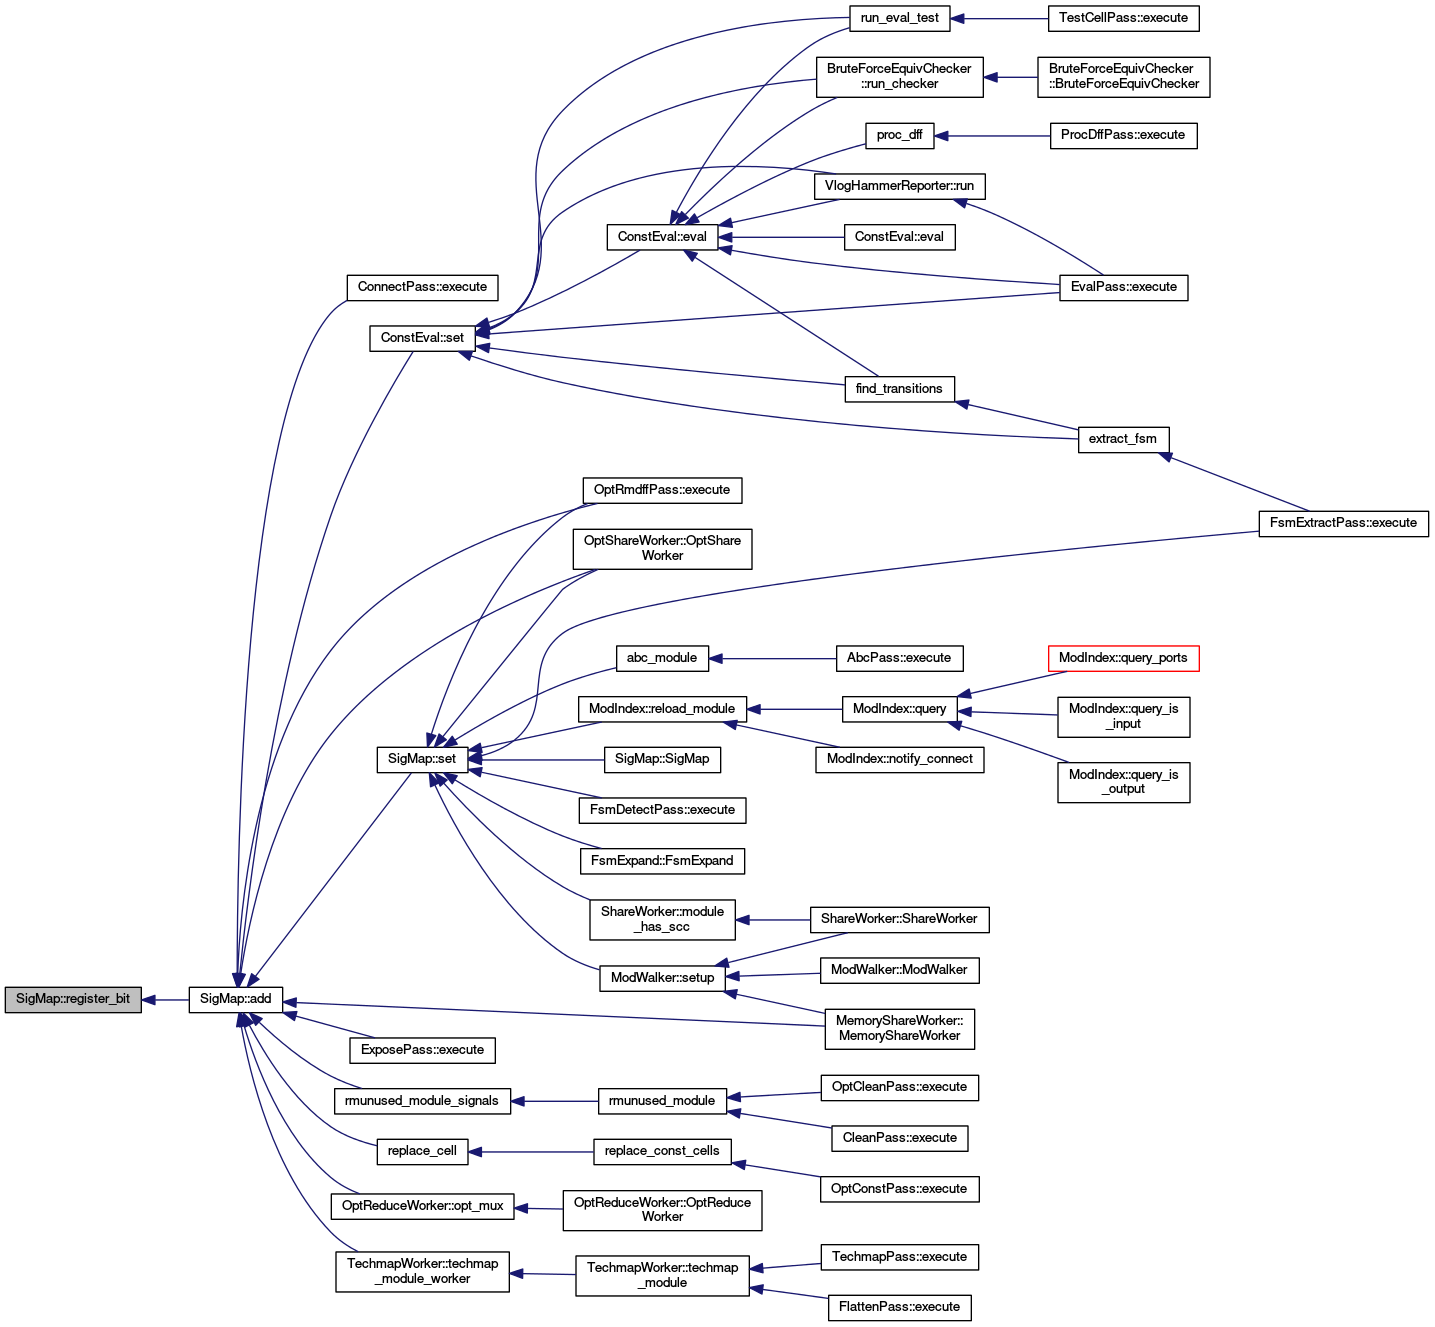 run_eval_test
TestCellPass::execute
BruteForceEquivChecker
::run_checker
BruteForceEquivChecker
::BruteForceEquivChecker
proc_dff
ProcDffPass::execute
VlogHammerReporter::run
ConstEval::eval
ConstEval::eval
ConnectPass::execute
EvalPass::execute
ConstEval::set
find_transitions
extract_fsm
OptRmdffPass::execute
FsmExtractPass::execute
OptShareWorker::OptShare
Worker
abc_module
AbcPass::execute
ModIndex::query_ports
ModIndex::reload_module
ModIndex::query
ModIndex::query_is
_input
SigMap::set
SigMap::SigMap
ModIndex::notify_connect
ModIndex::query_is
_output
FsmDetectPass::execute
FsmExpand::FsmExpand
ShareWorker::module
_has_scc
ShareWorker::ShareWorker
ModWalker::setup
ModWalker::ModWalker
SigMap::register_bit
SigMap::add
MemoryShareWorker::
MemoryShareWorker
ExposePass::execute
rmunused_module_signals
rmunused_module
OptCleanPass::execute
CleanPass::execute
replace_cell
replace_const_cells
OptConstPass::execute
OptReduceWorker::opt_mux
OptReduceWorker::OptReduce
Worker
TechmapWorker::techmap
_module_worker
TechmapWorker::techmap
_module
TechmapPass::execute
FlattenPass::execute